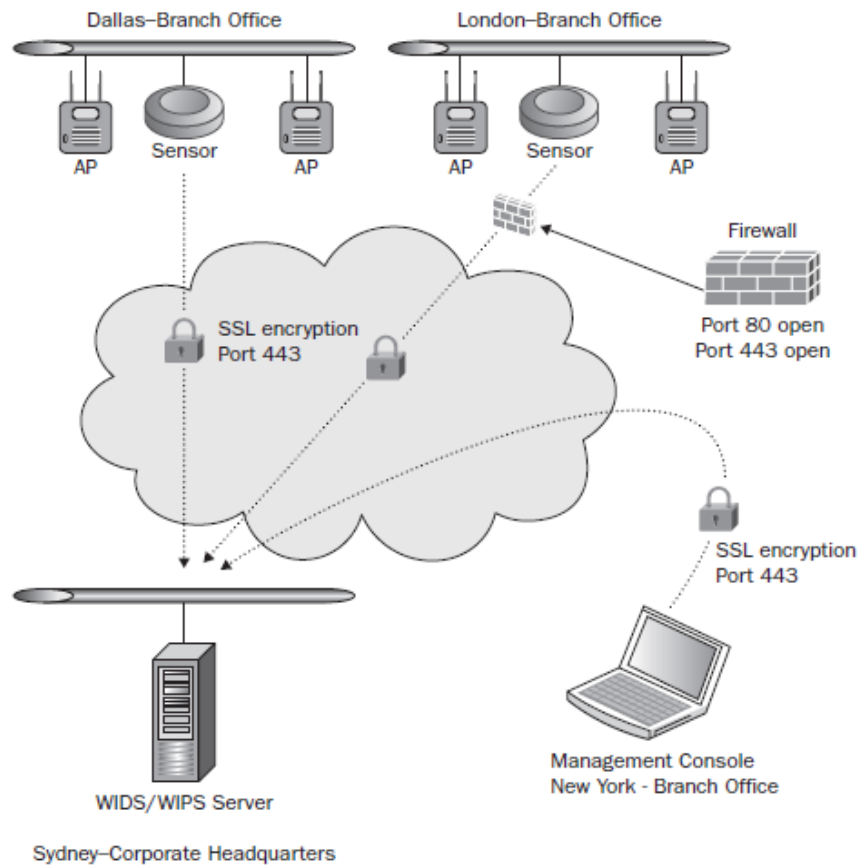 Dallas–Branch Office
London–Branch Office
AP
Sensor
AP
AP
Sensor
AP
Firewall
Port 80 open
Port 443 open
SSL encryption
Port 443
SSL encryption
Port 443
Management Console
New York - Branch Office
WIDS/WIPS Server
Sydney–Corporate Headquarters